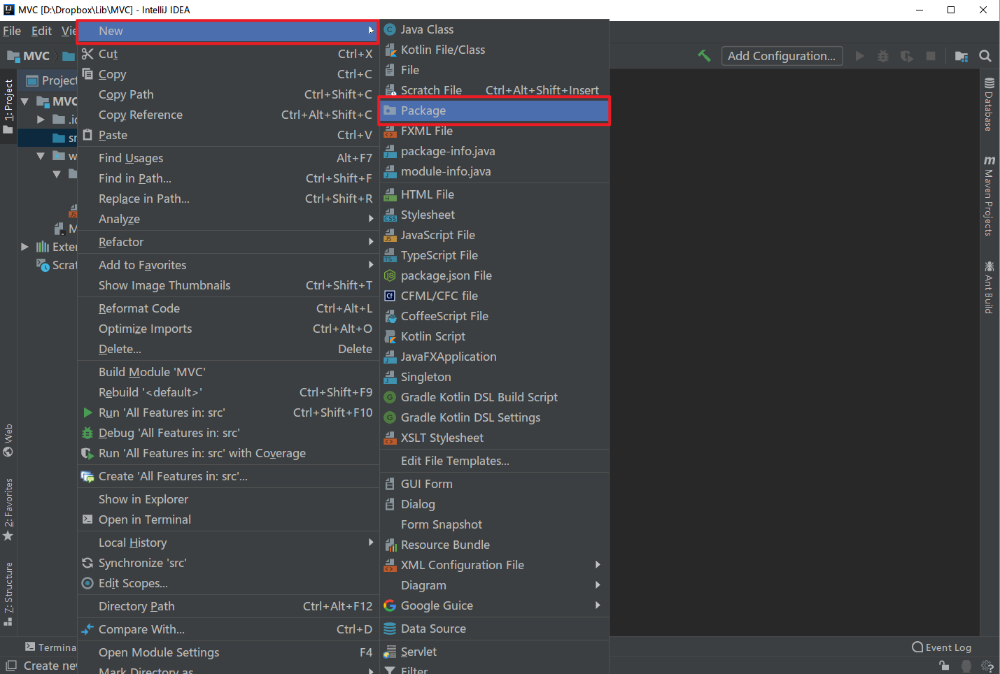 MVC [D:\Dropbox\Lib\MVC] - IntelliJ IDEA
File Edit
MVC
Add Configuration...
1: Project
Web
2: Favorites
Z: Structure
MVC
New
Cut Ctrl+X
Copy Ctrl+C
Copy Path Ctrl+Shift+C
Copy Reference Ctrl+Alt+Shift+C
Paste Ctrl+V
Find Usages Alt+F7
Find in Path... Ctrl+Shift+F
Replace in Path... Ctrl+Shift+R
Analyze
Refactor
Add to Favorites
Show Image Thumbnails Ctrl+Shift+T
Reformat Code Ctrl+Alt+L
Optimize Imports Ctrl+Alt+O
Delete... Delete
Build Module 'MVC'
Rebuild '<default>' Ctrl+Shift+F9
Run 'All Features in: src' Ctrl+Shift+F10
Debug 'All Features in: src'
Run 'All Features in: src' with Coverage
Create 'All Features in: src'...
Show in Explorer
Open in Terminal
Local History
Synchronize 'src'
Edit Scopes...
Directory Path Ctrl+Alt+F12
Compare With... Ctrl+D
Open Module Settings F4
Mark Directory as
Java Class
Kotlin File/Class
File
Scratch File Ctrl+Alt+Shift+Insert
Package
FXML File
package-info.java
module-info.java
HTML File
Stylesheet
JavaScript File
TypeScript File
package.json File
CFML/CFC file
CoffeeScript File
Kotlin Script
JavaFXApplication
Singleton
Gradle Kotlin DSL Build Script
Gradle Kotlin DSL Settings
XSLT Stylesheet
Edit File Templates...
GUI Form
Dialog
Form Snapshot
Resource Bundle
XML Configuration File
Diagram
Google Guice
Data Source
Servlet
Filter
Database
Maven Projects
Ant Build
Event Log
Create